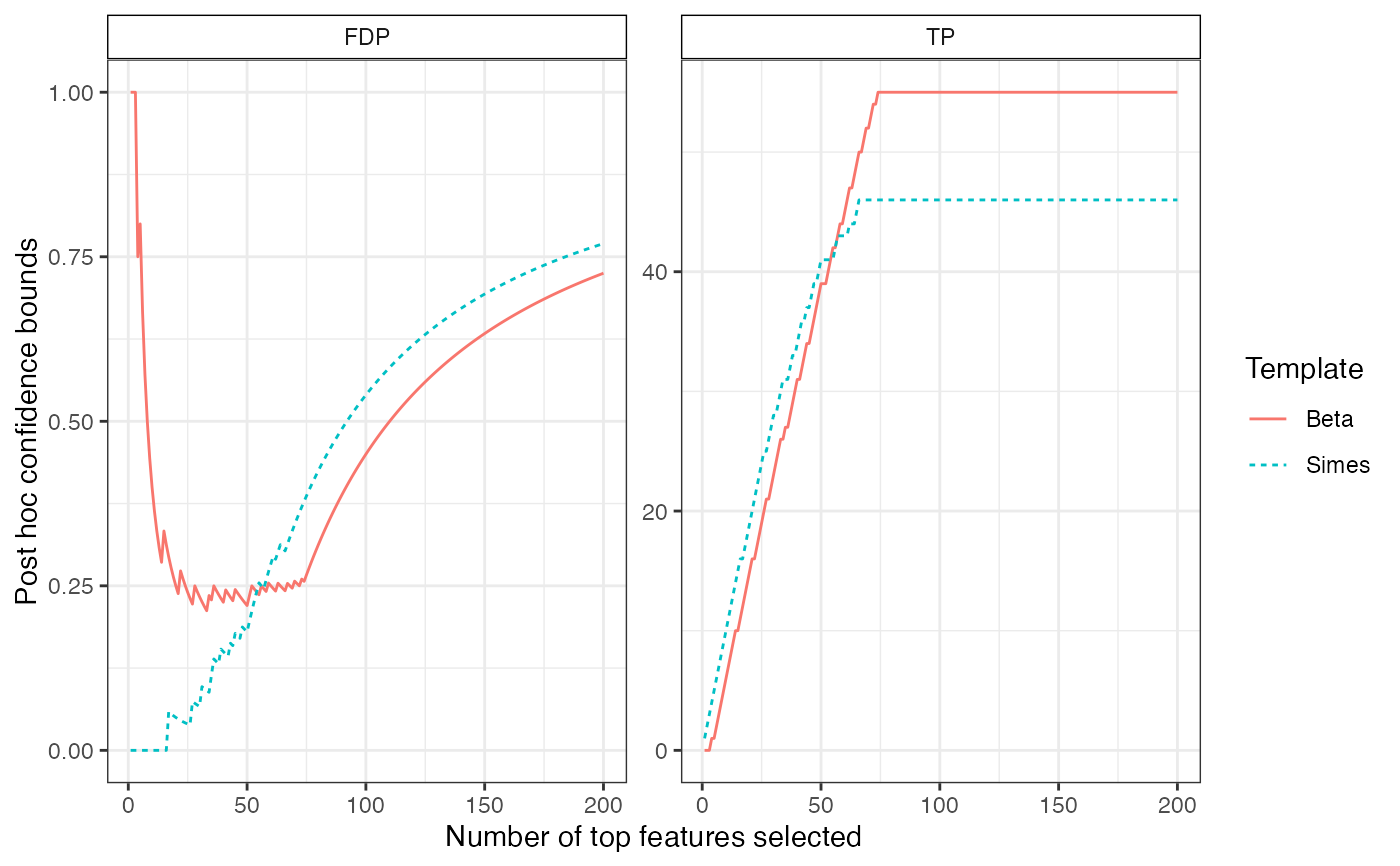 FDP
TP
1.00
0.75
0.50
0.25
0.00
40
20
0
Post hoc confidence bounds
0 50 100 150 200
0 50 100 150 200
Number of top features selected
Template
Beta
Simes